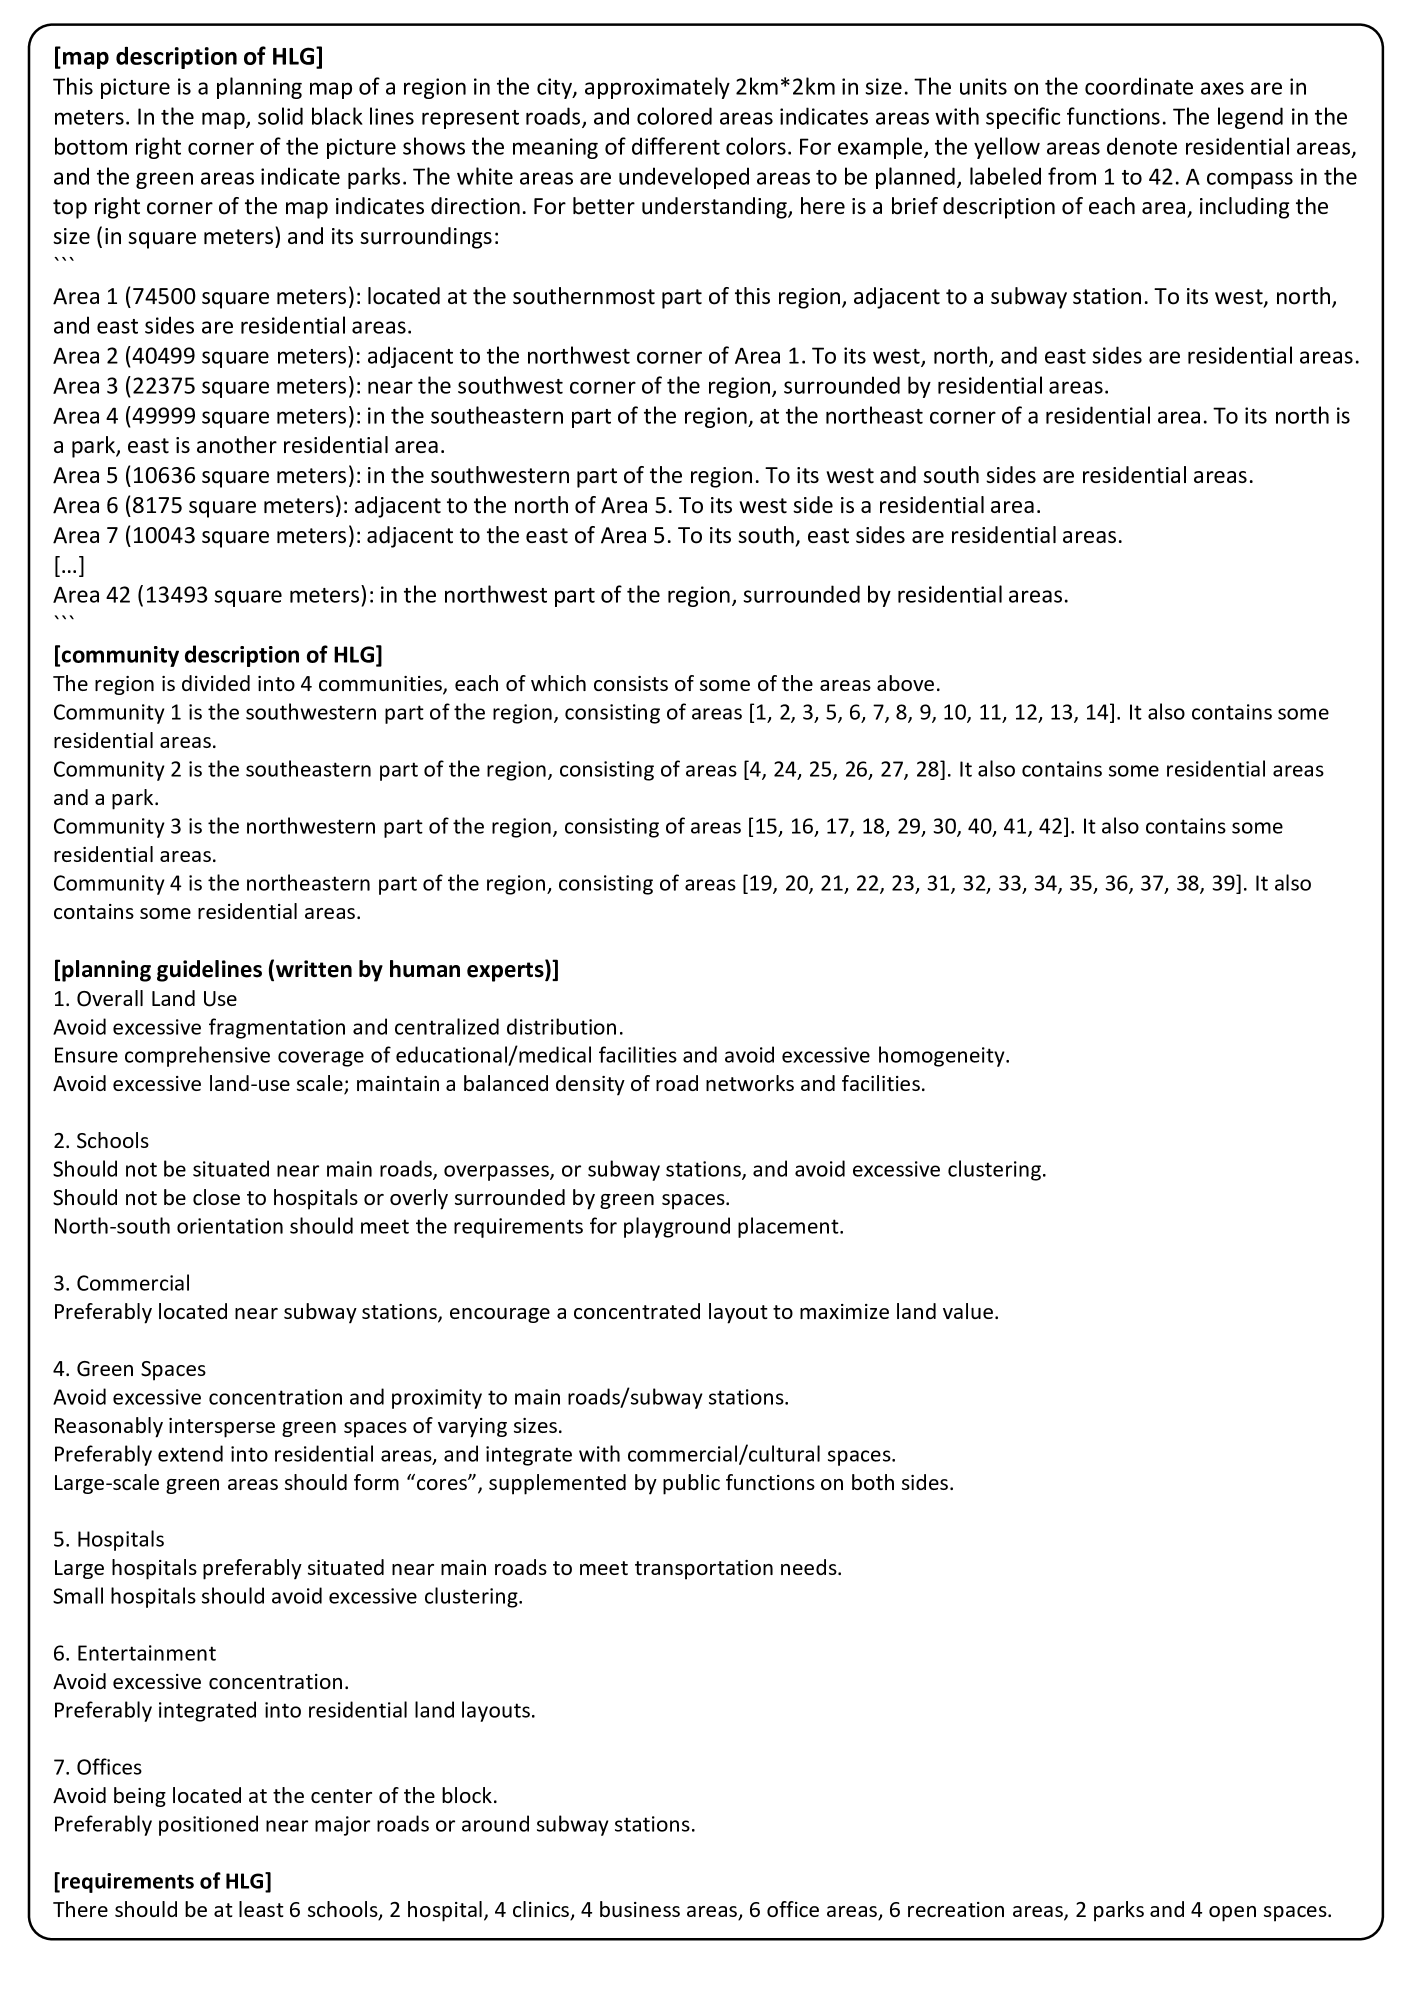 [map description of HLG]
This picture is a planning map of a region in the city, approximately 2km*2km in size. The units on the coordinate axes are in
meters. In the map, solid black lines represent roads, and colored areas indicates areas with specific functions. The legend in the
bottom right corner of the picture shows the meaning of different colors. For example, the yellow areas denote residential areas,
and the green areas indicate parks. The white areas are undeveloped areas to be planned, labeled from 1 to 42. A compass in the
top right corner of the map indicates direction. For better understanding, here is a brief description of each area, including the
size (in square meters) and its surroundings:
```
Area 1 (74500 square meters): located at the southernmost part of this region, adjacent to a subway station. To its west, north,
and east sides are residential areas.
Area 2 (40499 square meters): adjacent to the northwest corner of Area 1. To its west, north, and east sides are residential areas.
Area 3 (22375 square meters): near the southwest corner of the region, surrounded by residential areas.
Area 4 (49999 square meters): in the southeastern part of the region, at the northeast corner of a residential area. To its north is
a park, east is another residential area.
Area 5 (10636 square meters): in the southwestern part of the region. To its west and south sides are residential areas.
Area 6 (8175 square meters): adjacent to the north of Area 5. To its west side is a residential area.
Area 7 (10043 square meters): adjacent to the east of Area 5. To its south, east sides are residential areas.
[…]
Area 42 (13493 square meters): in the northwest part of the region, surrounded by residential areas.
```
[community description of HLG]
The region is divided into 4 communities, each of which consists of some of the areas above.
Community 1 is the southwestern part of the region, consisting of areas [1, 2, 3, 5, 6, 7, 8, 9, 10, 11, 12, 13, 14]. It also contains some
residential areas.
Community 2 is the southeastern part of the region, consisting of areas [4, 24, 25, 26, 27, 28]. It also contains some residential areas
and a park.
Community 3 is the northwestern part of the region, consisting of areas [15, 16, 17, 18, 29, 30, 40, 41, 42]. It also contains some
residential areas.
Community 4 is the northeastern part of the region, consisting of areas [19, 20, 21, 22, 23, 31, 32, 33, 34, 35, 36, 37, 38, 39]. It also
contains some residential areas.
[planning guidelines (written by human experts)]
1. Overall Land Use
Avoid excessive fragmentation and centralized distribution.
Ensure comprehensive coverage of educational/medical facilities and avoid excessive homogeneity.
Avoid excessive land-use scale; maintain a balanced density of road networks and facilities.
2. Schools
Should not be situated near main roads, overpasses, or subway stations, and avoid excessive clustering.
Should not be close to hospitals or overly surrounded by green spaces.
North-south orientation should meet the requirements for playground placement.
3. Commercial
Preferably located near subway stations, encourage a concentrated layout to maximize land value.
4. Green Spaces
Avoid excessive concentration and proximity to main roads/subway stations.
Reasonably intersperse green spaces of varying sizes.
Preferably extend into residential areas, and integrate with commercial/cultural spaces.
Large-scale green areas should form “cores”, supplemented by public functions on both sides.
5. Hospitals
Large hospitals preferably situated near main roads to meet transportation needs.
Small hospitals should avoid excessive clustering.
6. Entertainment
Avoid excessive concentration.
Preferably integrated into residential land layouts.
7. Offices
Avoid being located at the center of the block.
Preferably positioned near major roads or around subway stations.
[requirements of HLG]
There should be at least 6 schools, 2 hospital, 4 clinics, 4 business areas, 6 office areas, 6 recreation areas, 2 parks and 4 open spaces.